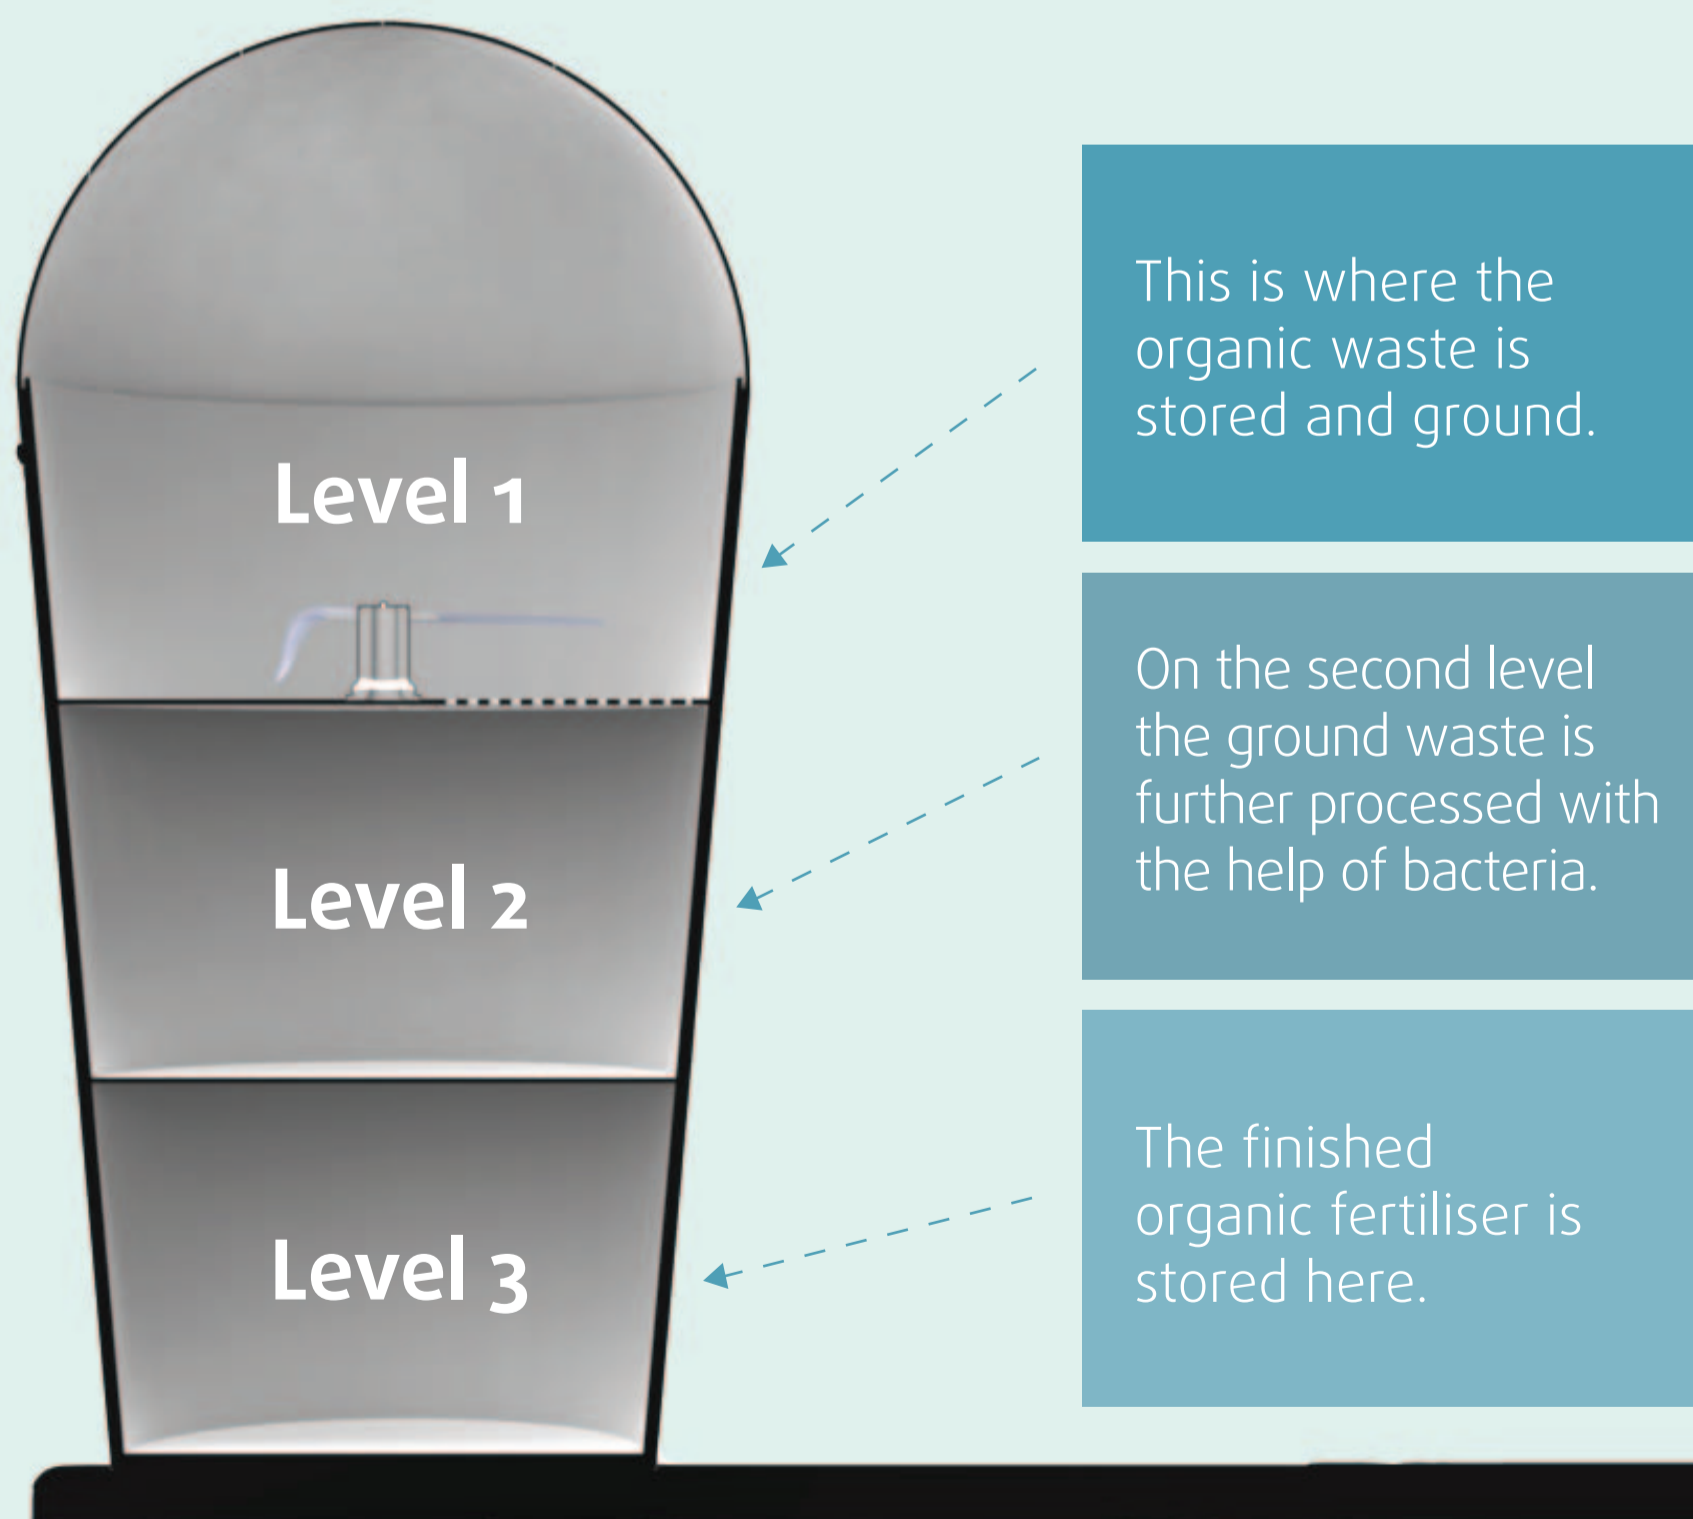 Level 1
This is where the
organic waste is
stored and ground.
Level 2
On the second level
the ground waste is
further processed with
the help of bacteria.
Level 3
The finished
organic fertiliser is
stored here.